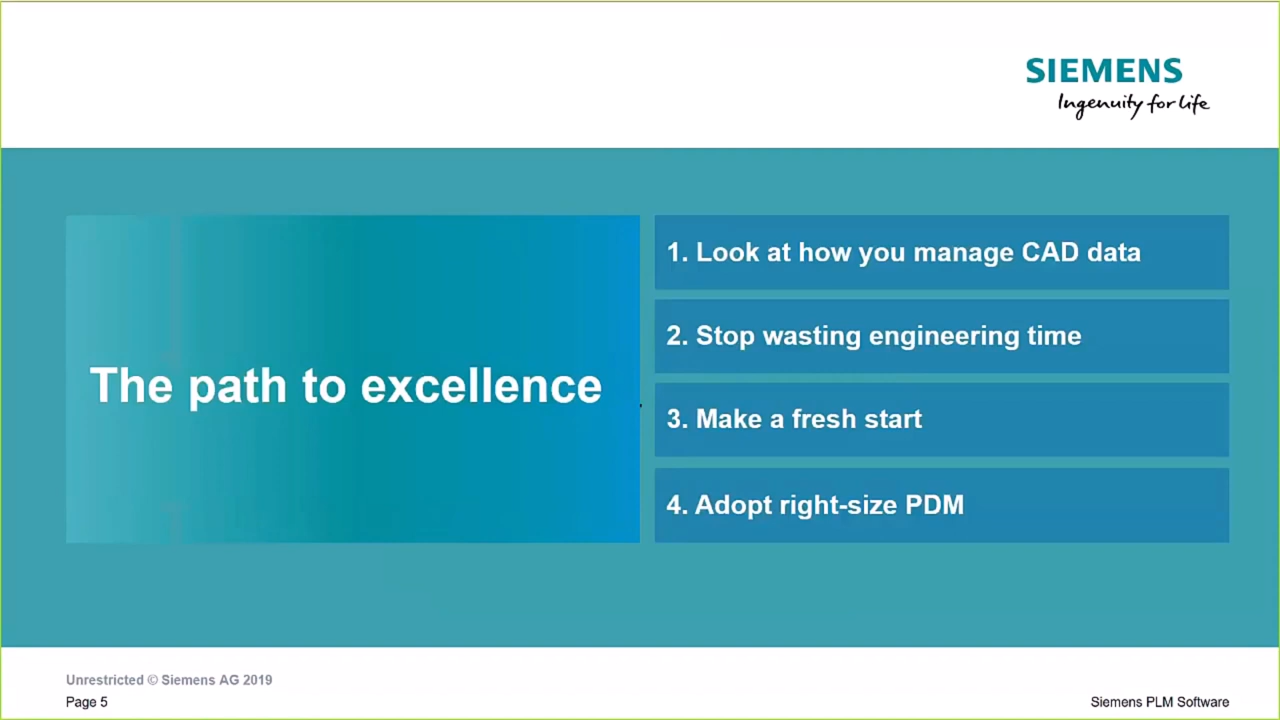 SIEMENS
Ingenuity for life
The path to excellence
1. Look at how you manage CAD data
2. Stop wasting engineering time
3. Make a fresh start
4. Adopt right-size PDM
Unrestricted © Siemens AG 2019
Page 5
Siemens PLM Software